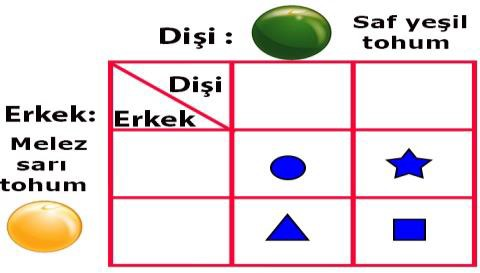 Dişi :
Saf yeşil
tohum
Dişi
Erkek
Erkek:
Melez
sarı
tohum